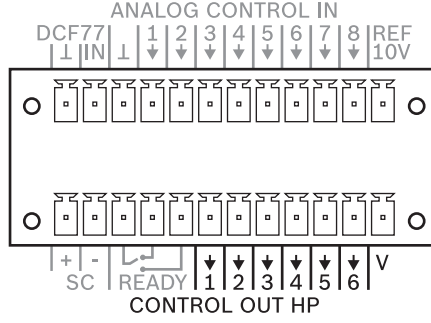 ANALOG CONTROL IN
DCF77 1 2 3 4 5 6 7 8 REF
⊥ IN ⊥ 10V
+ - V
SC READY 1 2 3 4 5 6
CONTROL OUT HP